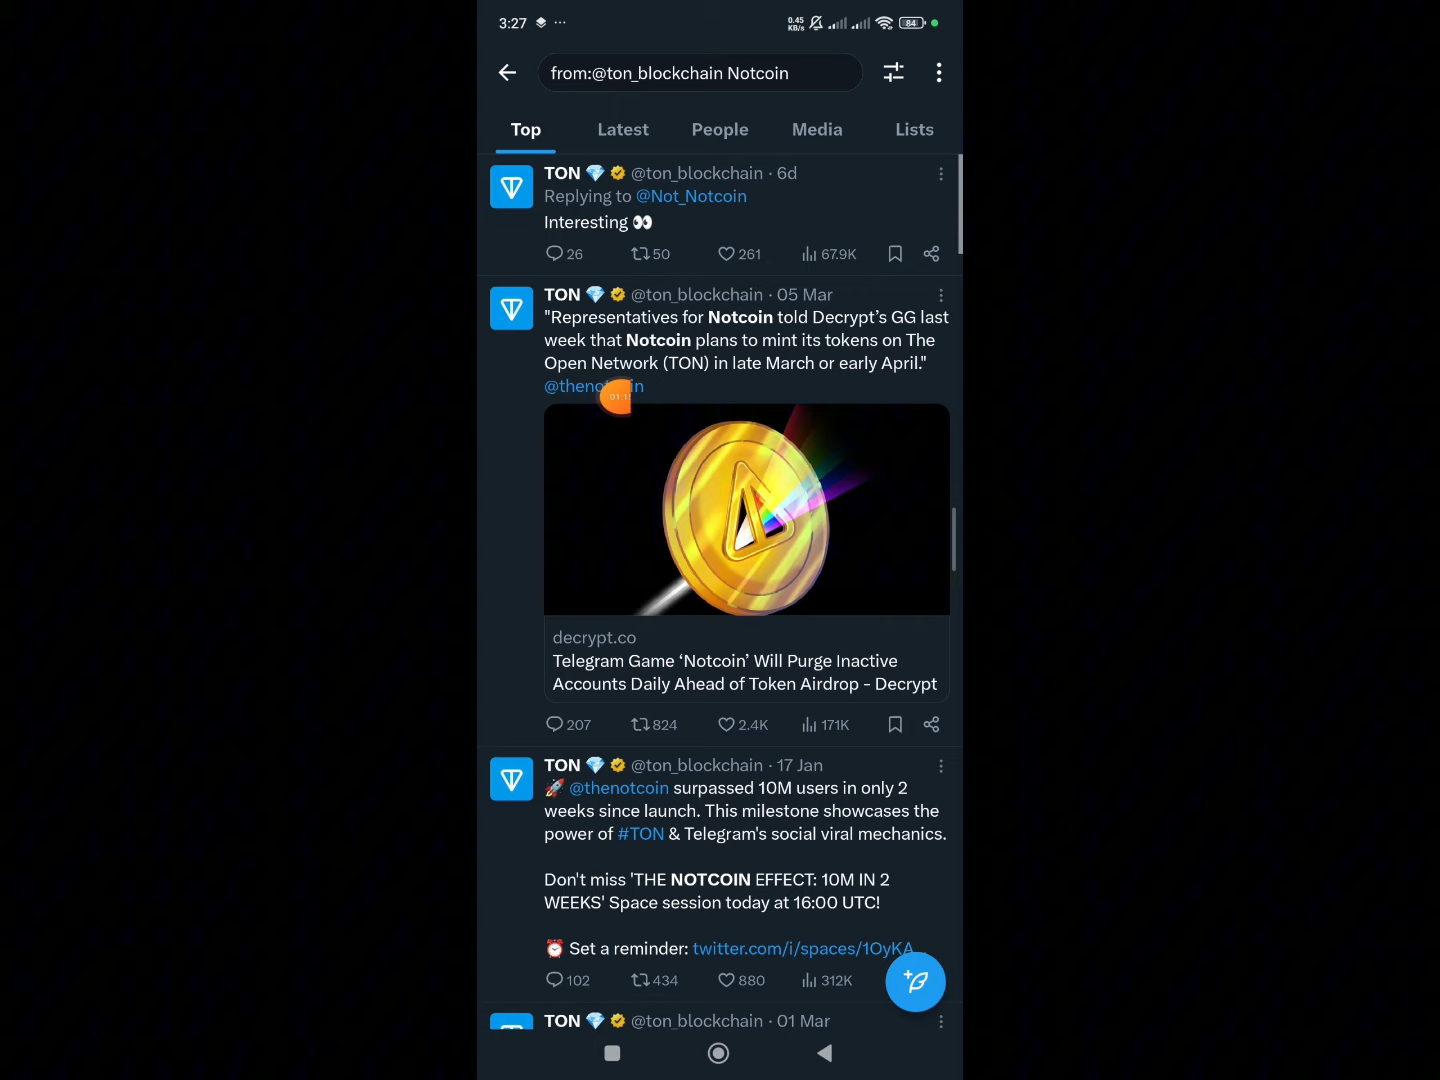 3:27 ...
0.45 KB/s
84
from:@ton_blockchain Notcoin
Top Latest People Media Lists
TON 💎 @ton_blockchain · 6d
Replying to @Not_Notcoin
Interesting 👀
26 50 261 67.9K
TON 💎 @ton_blockchain · 05 Mar
"Representatives for Notcoin told Decrypt’s GG last
week that Notcoin plans to mint its tokens on The
Open Network (TON) in late March or early April."
decrypt.co
Telegram Game ‘Notcoin’ Will Purge Inactive
Accounts Daily Ahead of Token Airdrop - Decrypt
207 824 2.4K 171K
TON 💎 @ton_blockchain · 17 Jan
🚀 @thenotcoin surpassed 10M users in only 2
weeks since launch. This milestone showcases the
power of #TON & Telegram's social viral mechanics.
Don't miss 'THE NOTCOIN EFFECT: 10M IN 2
WEEKS' Space session today at 16:00 UTC!
⏰ Set a reminder: twitter.com/i/spaces/1OyKA...
102 434 880 312K
TON 💎 @ton_blockchain · 01 Mar